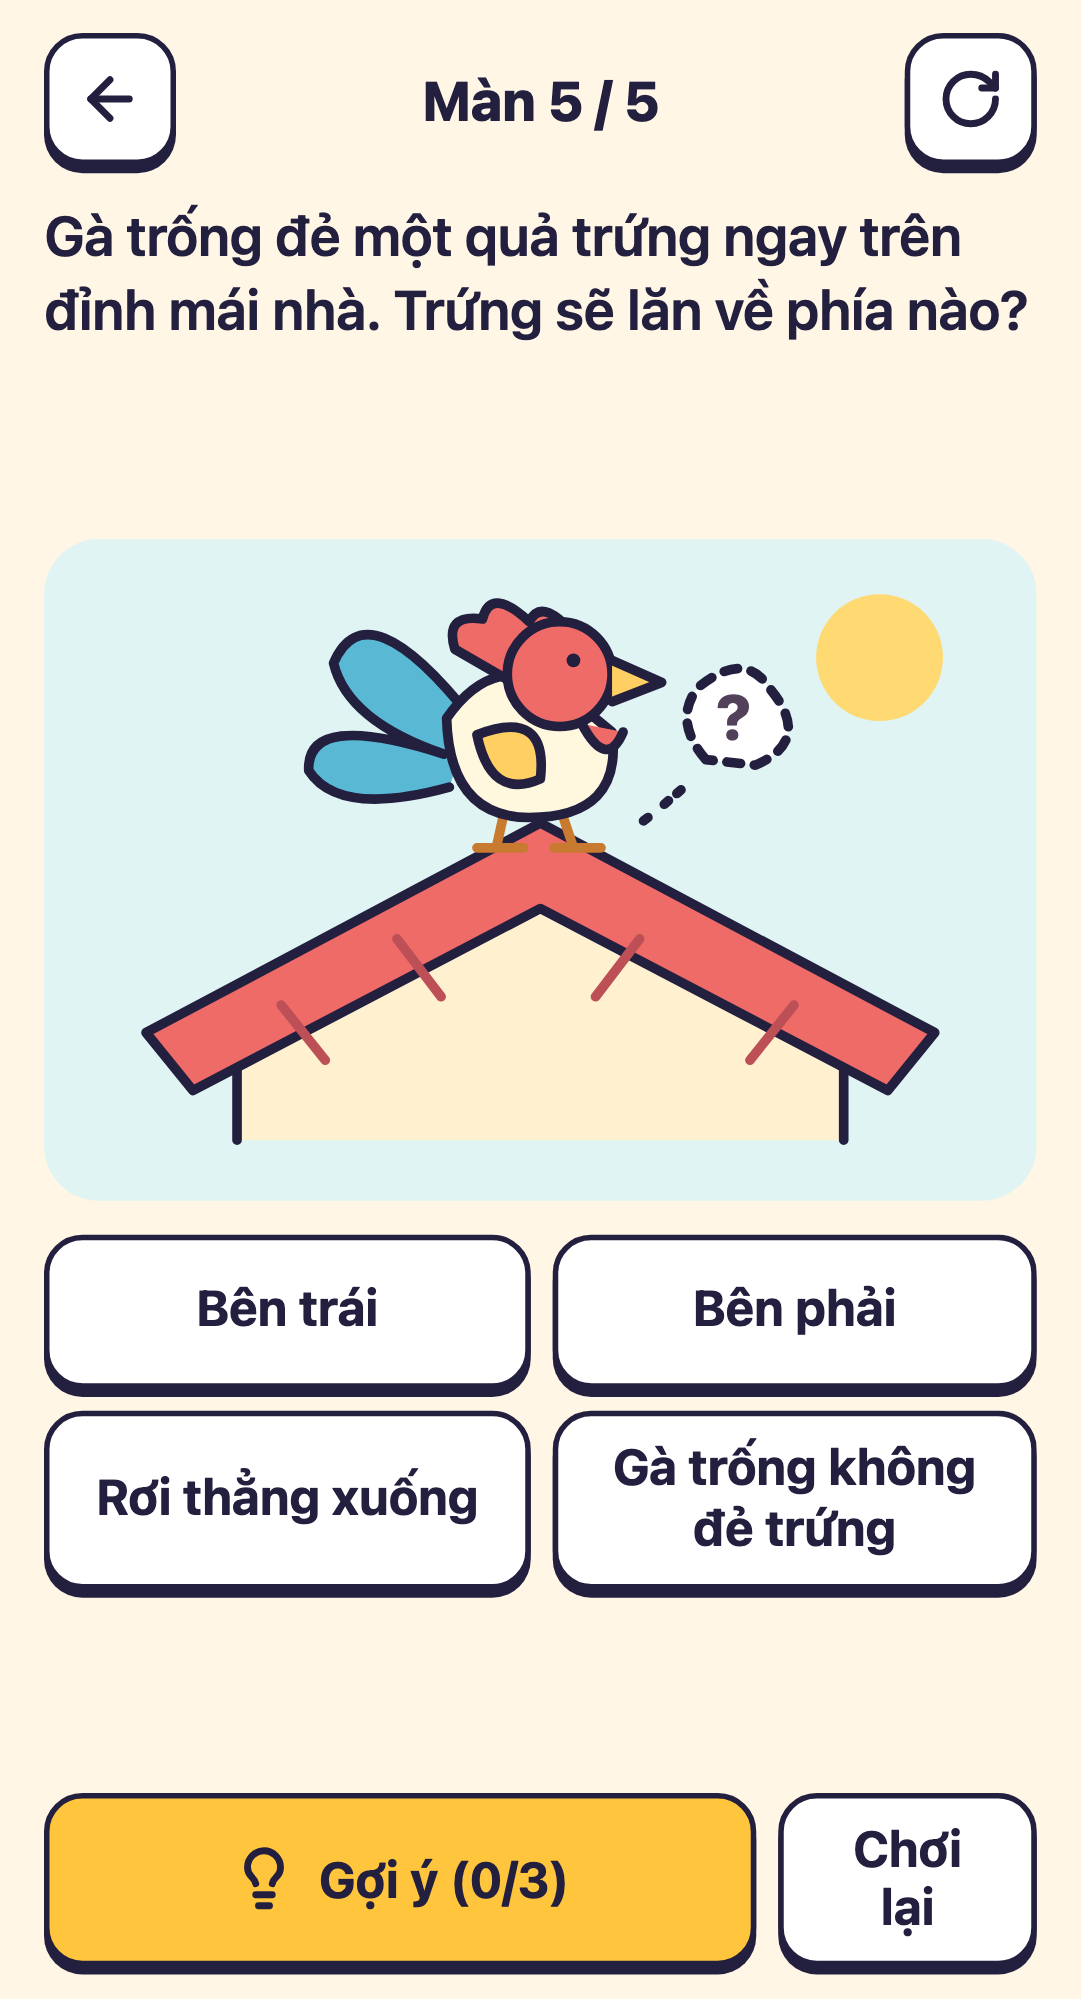 Màn 5 / 5
Gà trống đẻ một quả trứng ngay trên
đỉnh mái nhà. Trứng sẽ lăn về phía nào?
?
Bên trái
Bên phải
Rơi thẳng xuống
Gà trống không
đẻ trứng
Gợi ý (0/3)
Chơi
lại